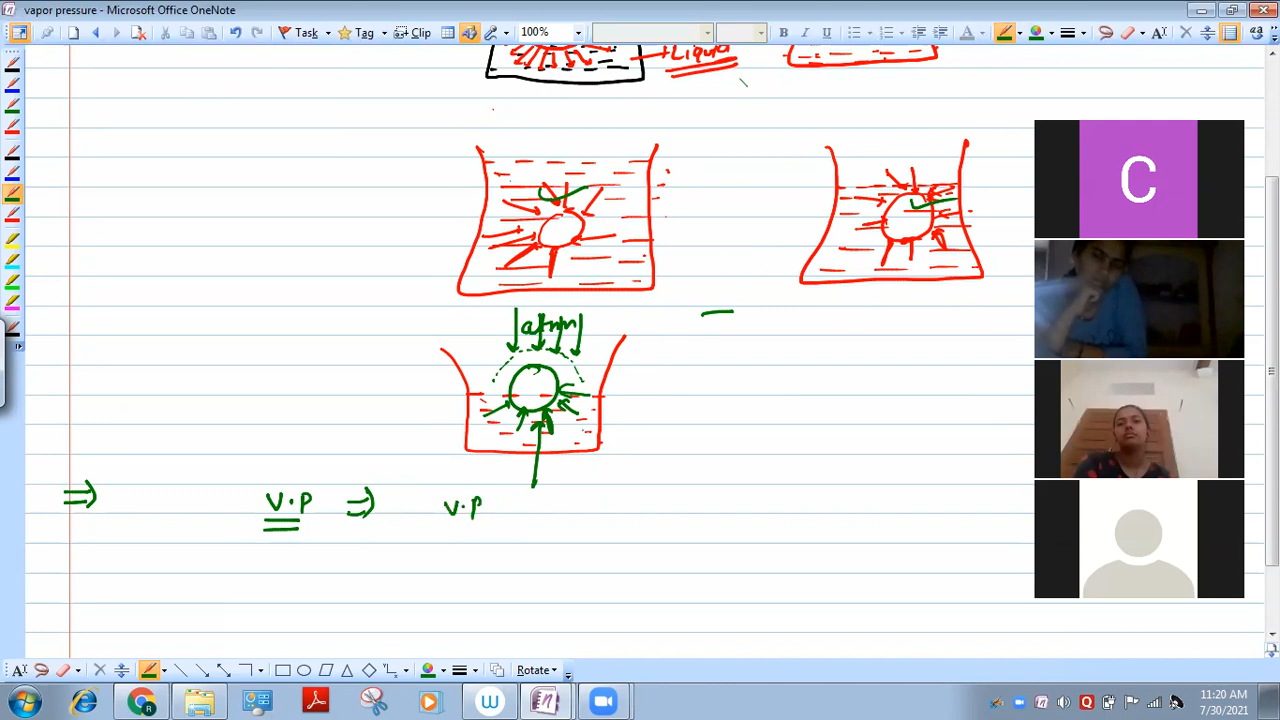 vapor pressure - Microsoft Office OneNote
Task
Tag
Clip
100%
B I U
Liquid
C
atm
⇒ V.P ⇒ V.P
Rotate
11:20 AM
7/30/2021